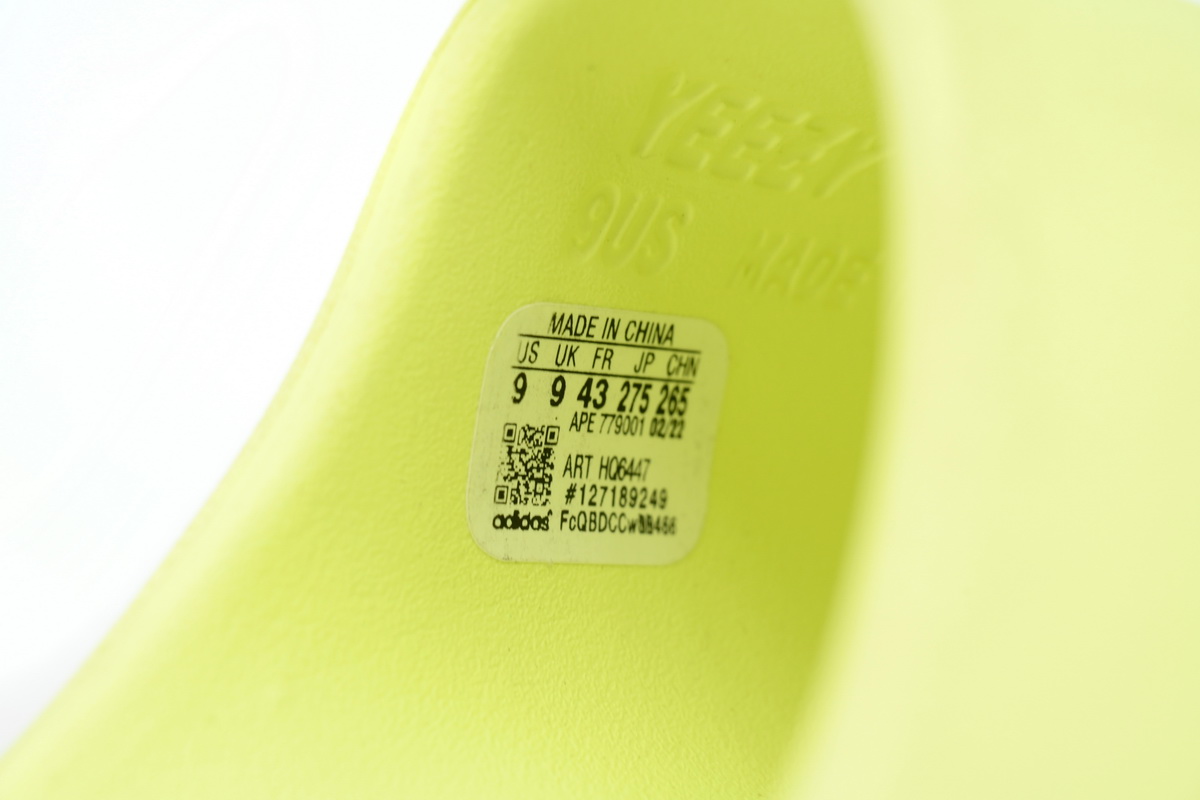 YEEZY
9US MADE
MADE IN CHINA
US UK FR JP CHN
9 9 43 275 265
APE 779001 02/22
ART HQ6447
#127189249
adidas